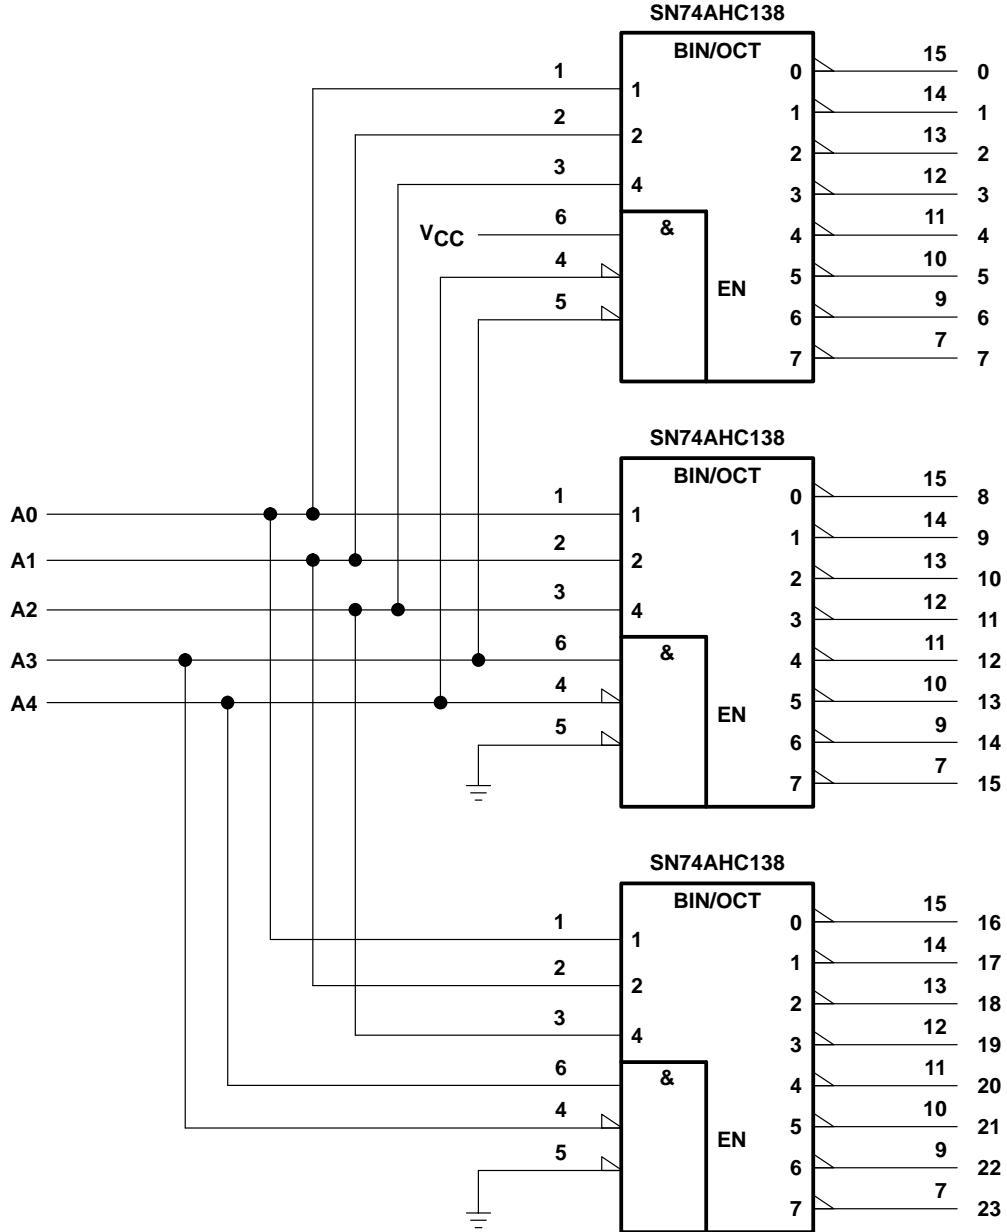 SN74AHC138
BIN/OCT
1 1
2 2
3 4
VCC 6 &
4
5
EN
0 15 0
1 14 1
2 13 2
3 12 3
4 11 4
5 10 5
6 9 6
7 7 7
SN74AHC138
BIN/OCT
A0 1 1
A1 2 2
A2 3 4
A3 6 &
A4 4
5
EN
0 15 8
1 14 9
2 13 10
3 12 11
4 11 12
5 10 13
6 9 14
7 7 15
SN74AHC138
BIN/OCT
1 1
2 2
3 4
6 &
4
5
EN
0 15 16
1 14 17
2 13 18
3 12 19
4 11 20
5 10 21
6 9 22
7 7 23